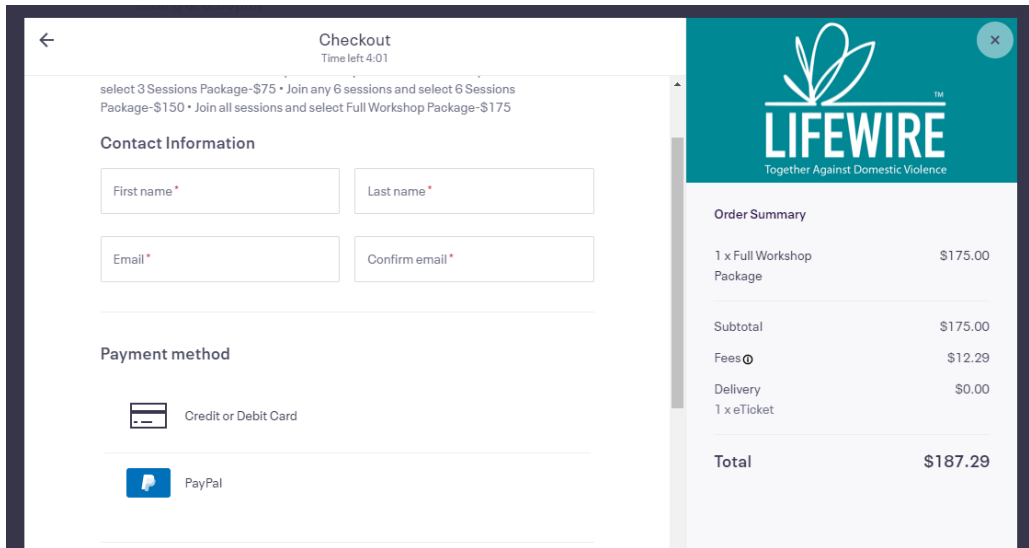 Checkout
Time left 4:01
select 3 Sessions Package-$75 • Join any 6 sessions and select 6 Sessions
Package-$150 • Join all sessions and select Full Workshop Package-$175
Contact Information
First name*
Last name*
Email*
Confirm email*
Payment method
Credit or Debit Card
PayPal
TM
LIFEWIRE
Together Against Domestic Violence
Order Summary
1 x Full Workshop $175.00
Package
Subtotal $175.00
Fees $12.29
Delivery $0.00
1 x eTicket
Total $187.29